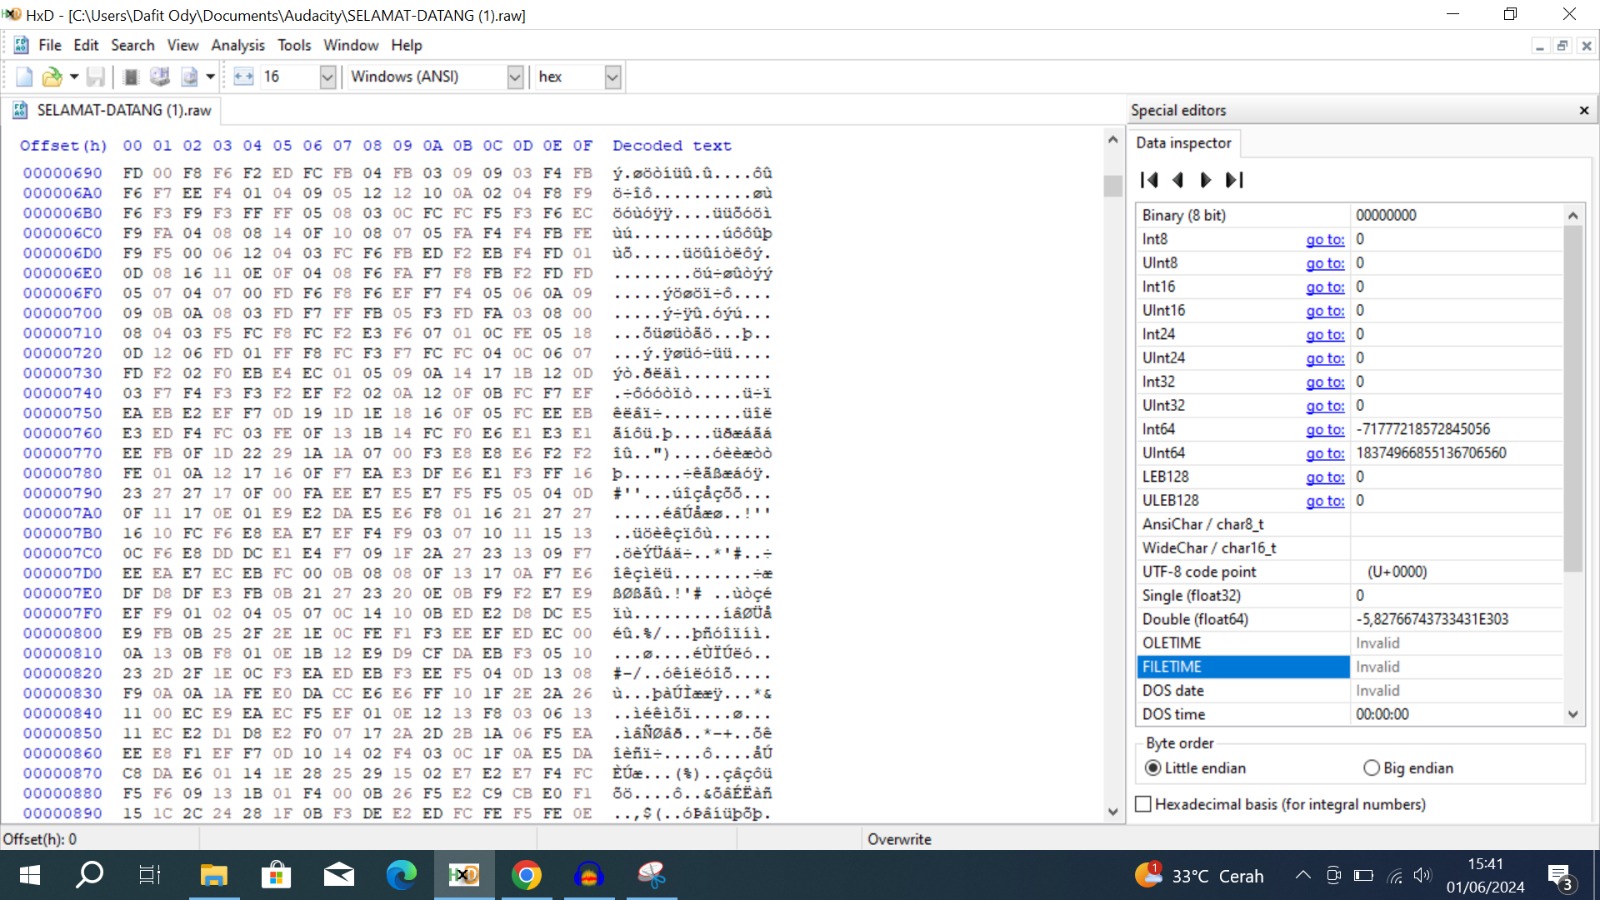 HxD - [C:\Users\Dafit Ody\Documents\Audacity\SELAMAT-DATANG (1).raw]
File Edit Search View Analysis Tools Window Help
16 Windows (ANSI) hex
SELAMAT-DATANG (1).raw
Special editors
Data inspector
Offset(h) 00 01 02 03 04 05 06 07 08 09 0A 0B 0C 0D 0E 0F Decoded text
00000690 FD 00 F8 F6 F2 ED FC FB 04 FB 03 09 09 03 F4 FB ý.øöòíüû.û....ôû
000006A0 F6 F7 EE F4 01 04 09 05 12 12 10 0A 02 04 F8 F9 ö÷îô..........øù
000006B0 F6 F3 F9 F3 FF FF 05 08 03 0C FC FC F5 F3 F6 EC öóùóÿÿ....üüõóöì
000006C0 F9 FA 04 08 08 14 0F 10 08 07 05 FA F4 F4 FB FE ùú.........úôôûþ
000006D0 F9 F5 00 06 12 04 03 FC F6 FB ED F2 EB F4 FD 01 ùõ.....üöûíòëôý.
000006E0 0D 08 16 11 0E 0F 04 08 F6 FA F7 F8 FB F2 FD FD ........öú÷øûòýý
000006F0 05 07 04 07 00 FD F6 F8 F6 EF F7 F4 05 06 0A 09 .....ýöøöï÷ô....
00000700 09 0B 0A 08 03 FD F7 FF FB 05 F3 FD FA 03 08 00 .....ý÷ÿû.óýú...
00000710 08 04 03 F5 FC F8 FC F2 E3 F6 07 01 0C FE 05 18 ...õüøüòãö...þ..
00000720 0D 12 06 FD 01 FF F8 FC F3 F7 FC FC 04 0C 06 07 ...ý.ÿøüó÷üü....
00000730 FD F2 02 F0 EB E4 EC 01 05 09 0A 14 17 1B 12 0D ýò.ðëäì.........
00000740 03 F7 F4 F3 F3 F2 EF F2 02 0A 12 0F 0B FC F7 EF .÷ôóóòïò.....ü÷ï
00000750 EA EB E2 EF F7 0D 19 1D 1E 18 16 0F 05 FC EE EB êëâï÷........üîë
00000760 E3 ED F4 FC 03 FE 0F 13 1B 14 FC F0 E6 E1 E3 E1 ãíôü.þ....üðæáãá
00000770 EE FB 0F 1D 22 29 1A 1A 07 00 F3 E8 E8 E6 F2 F2 îû..")....óèèæòò
00000780 FE 01 0A 12 17 16 0F F7 EA E3 DF E6 E1 F3 FF 16 þ......÷êãßæáóÿ.
00000790 23 27 27 17 0F 00 FA EE E7 E5 E7 F5 F5 05 04 0D #''...úîçåçõõ...
000007A0 0F 11 17 0E 01 E9 E2 DA E5 E6 F8 01 16 21 27 27 .....éâÚåæø..!''
000007B0 16 10 FC F6 E8 EA E7 EF F4 F9 03 07 10 11 15 13 ..üöèêçïôù......
000007C0 0C F6 E8 DD DC E1 E4 F7 09 1F 2A 27 23 13 09 F7 .öèÝÜáä÷..*'#..÷
000007D0 EE EA E7 EC EB FC 00 0B 08 08 0F 13 17 0A F7 E6 îêçìëü........÷æ
000007E0 DF D8 DF E3 FB 0B 21 27 23 20 0E 0B F9 F2 E7 E9 ßØßãû.!'# ..ùòçé
000007F0 EF F9 01 02 04 05 07 0C 14 10 0B ED E2 D8 DC E5 ïù.........íâØÜå
00000800 E9 FB 0B 25 2F 2E 1E 0C FE F1 F3 EE EF ED EC 00 éû.%/...þñóîïíì.
00000810 0A 13 0B F8 01 0E 1B 12 E9 D9 CF DA EB F3 05 10 ...ø....éÙÏÚëó..
00000820 23 2D 2F 1E 0C F3 EA ED EB F3 EE F5 04 0D 13 08 #-/..óêíëóîõ....
00000830 F9 0A 0A 1A FE E0 DA CC E6 E6 FF 10 1F 2E 2A 26 ù...þàÚÌææÿ...*&
00000840 11 00 EC E9 EA EC F5 EF 01 0E 12 13 F8 03 06 13 ..ìéêìõï....ø...
00000850 11 EC E2 D1 D8 E2 F0 07 17 2A 2D 2B 1A 06 F5 EA .ìâÑØâð..*-+..õê
00000860 EE E8 F1 EF F7 0D 10 14 02 F4 03 0C 1F 0A E5 DA îèñï÷....ô....åÚ
00000870 C8 DA E6 01 14 1E 28 25 29 15 02 E7 E2 E7 F4 FC ÈÚæ...(%)..çâçôü
00000880 F5 F6 09 13 1B 01 F4 00 0B 26 F5 E2 C9 CB E0 F1 õö....ô..&õâÉËàñ
00000890 15 1C 2C 24 28 1F 0B F3 DE E2 ED FC FE F5 FE 0E ..,$(..óÞâíüþõþ.
Binary (8 bit) 00000000
Int8 go to: 0
UInt8 go to: 0
Int16 go to: 0
UInt16 go to: 0
Int24 go to: 0
UInt24 go to: 0
Int32 go to: 0
UInt32 go to: 0
Int64 go to: -71777218572845056
UInt64 go to: 18374966855136706560
LEB128 go to: 0
ULEB128 go to: 0
AnsiChar / char8_t
WideChar / char16_t
UTF-8 code point (U+0000)
Single (float32) 0
Double (float64) -5,82766743733431E303
OLETIME Invalid
FILETIME Invalid
DOS date Invalid
DOS time 00:00:00
Byte order
Little endian Big endian
Hexadecimal basis (for integral numbers)
Offset(h): 0 Overwrite
1 33°C Cerah
15:41
01/06/2024
3